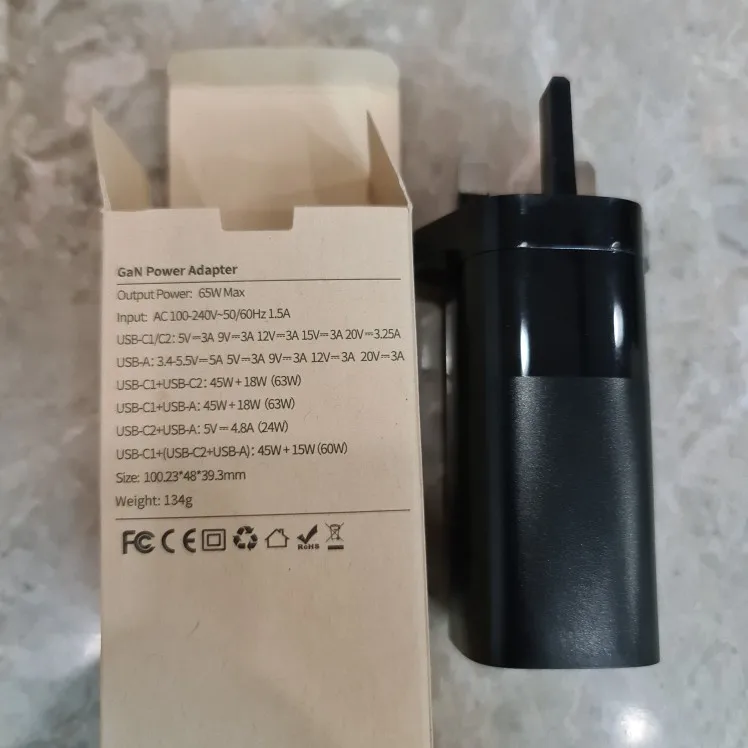 GaN Power Adapter
Output Power: 65W Max
Input: AC 100-240V~50/60Hz 1.5A
USB-C1/C2: 5V⎓3A 9V⎓3A 12V⎓3A 15V⎓3A 20V⎓3.25A
USB-A: 3.4-5.5V⎓5A 5V⎓3A 9V⎓3A 12V⎓3A 20V⎓3A
USB-C1+USB-C2: 45W+18W (63W)
USB-C1+USB-A: 45W+18W (63W)
USB-C2+USB-A: 5V⎓4.8A (24W)
USB-C1+(USB-C2+USB-A): 45W+15W (60W)
Size: 100.23*48*39.3mm
Weight: 134g
FC CE RoHS